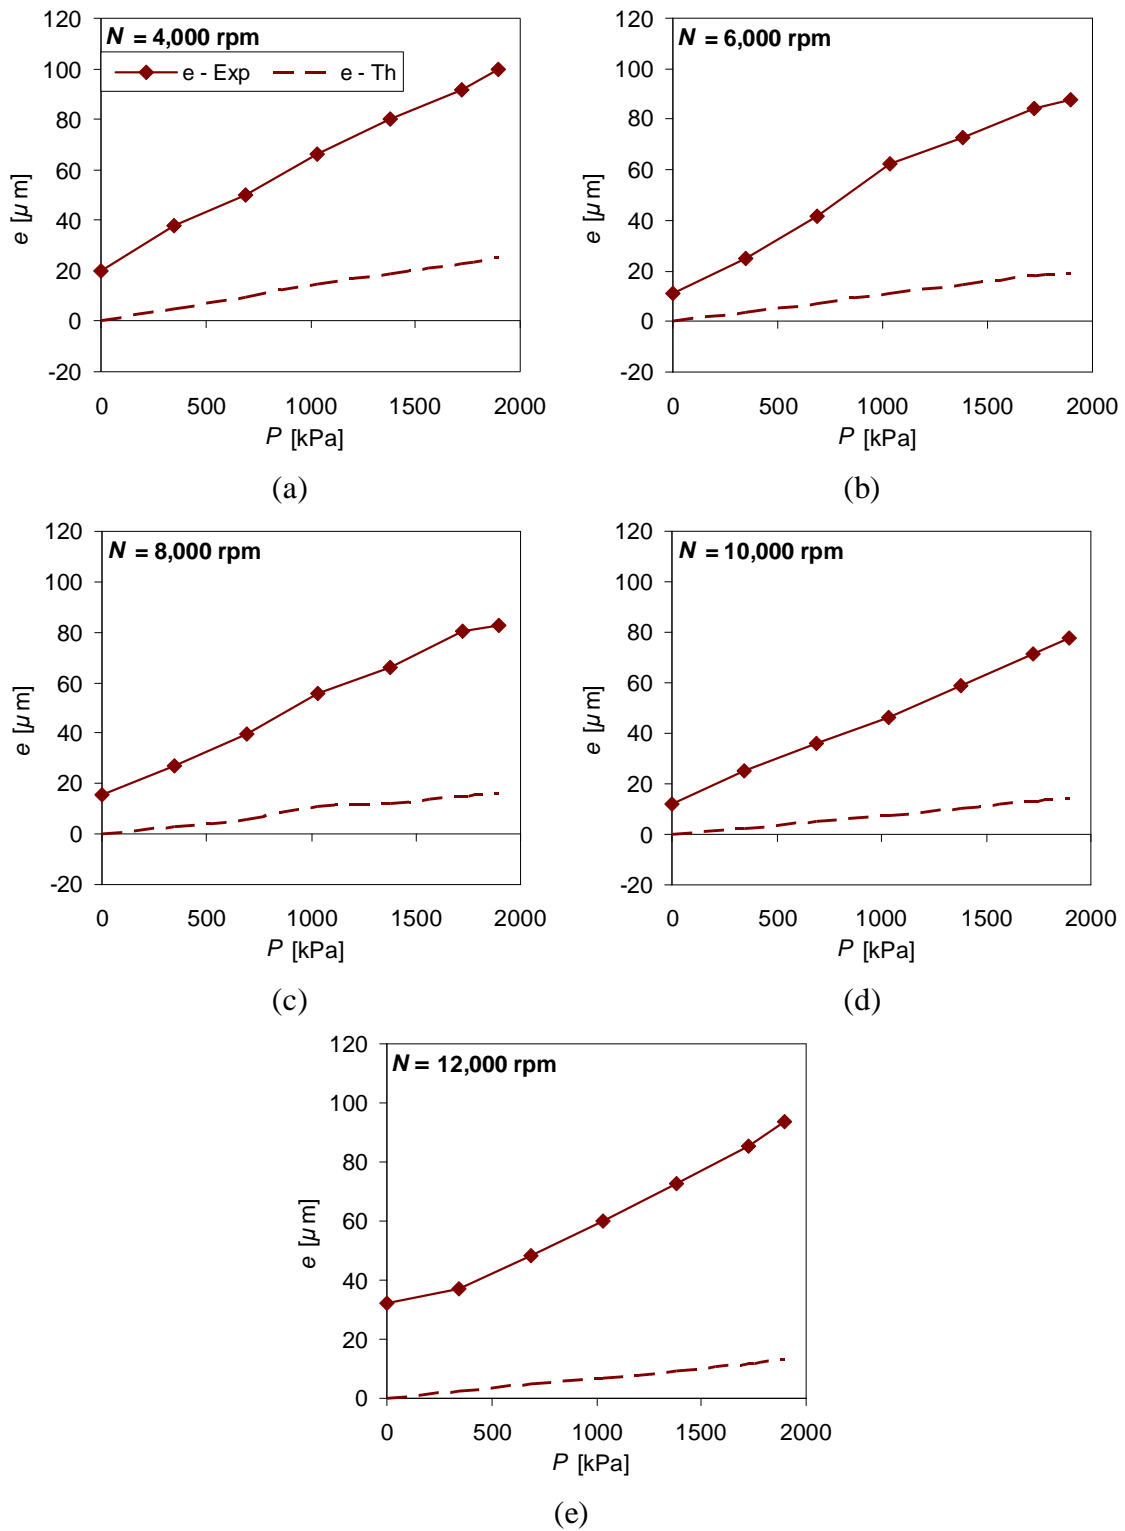 N = 4,000 rpm
e - Exp e - Th
120
100
80
60
40
20
0
-20
e [µm]
0 500 1000 1500 2000
P [kPa]
(a)
N = 6,000 rpm
120
100
80
60
40
20
0
-20
e [µm]
0 500 1000 1500 2000
P [kPa]
(b)
N = 8,000 rpm
120
100
80
60
40
20
0
-20
e [µm]
0 500 1000 1500 2000
P [kPa]
(c)
N = 10,000 rpm
120
100
80
60
40
20
0
-20
e [µm]
0 500 1000 1500 2000
P [kPa]
(d)
N = 12,000 rpm
120
100
80
60
40
20
0
e [µm]
0 500 1000 1500 2000
P [kPa]
(e)